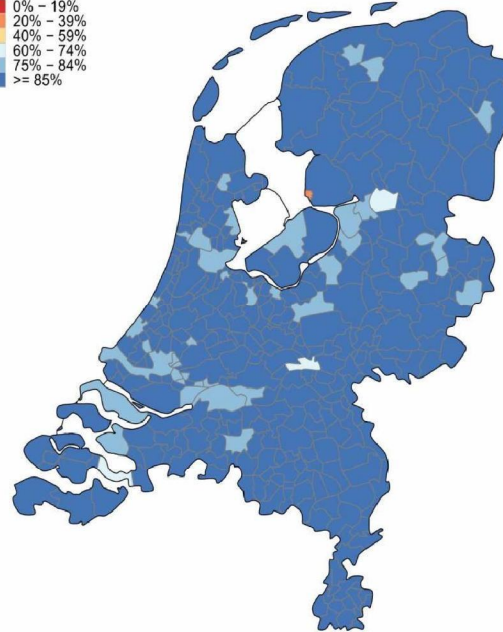 0% – 19%
20% – 39%
40% – 59%
60% – 74%
75% – 84%
>= 85%